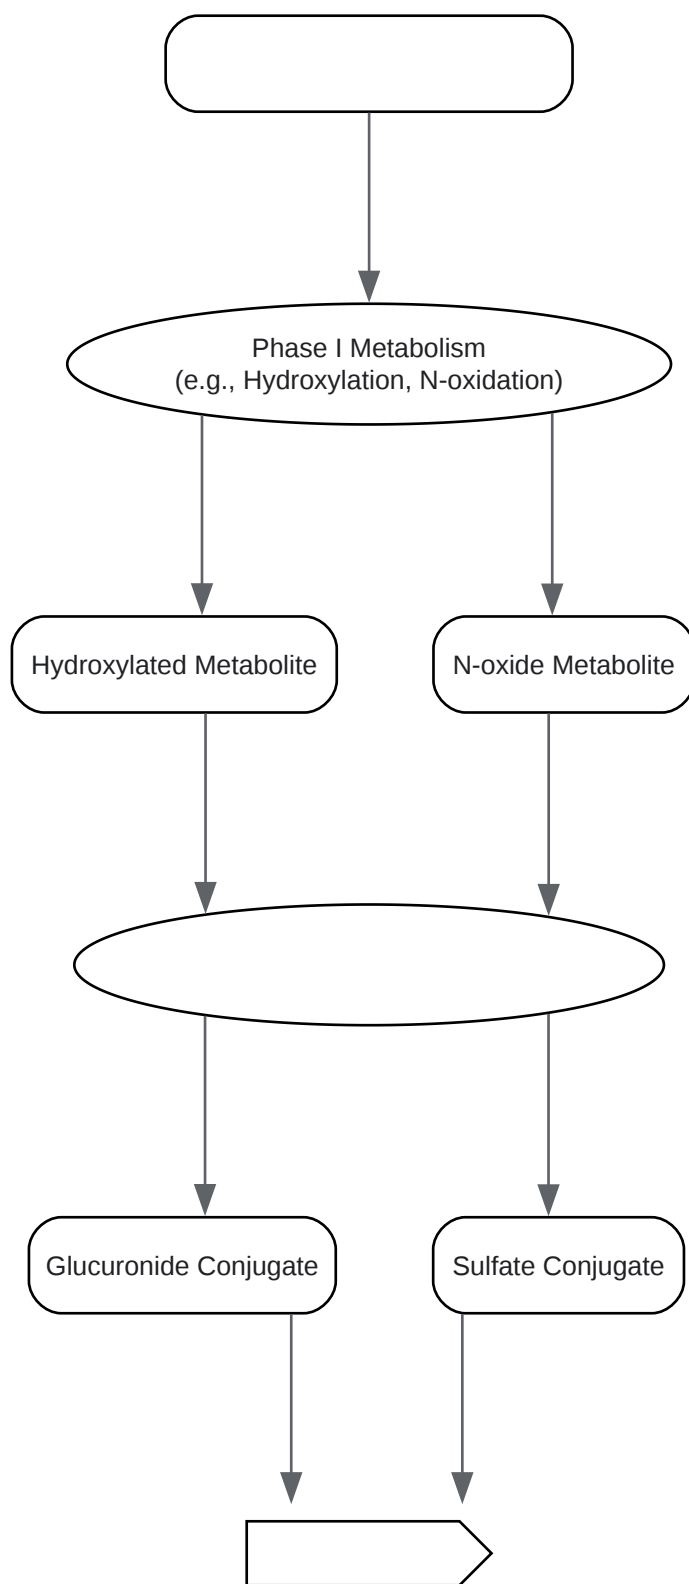 Phase I Metabolism
(e.g., Hydroxylation, N-oxidation)
Hydroxylated Metabolite
N-oxide Metabolite
Glucuronide Conjugate
Sulfate Conjugate